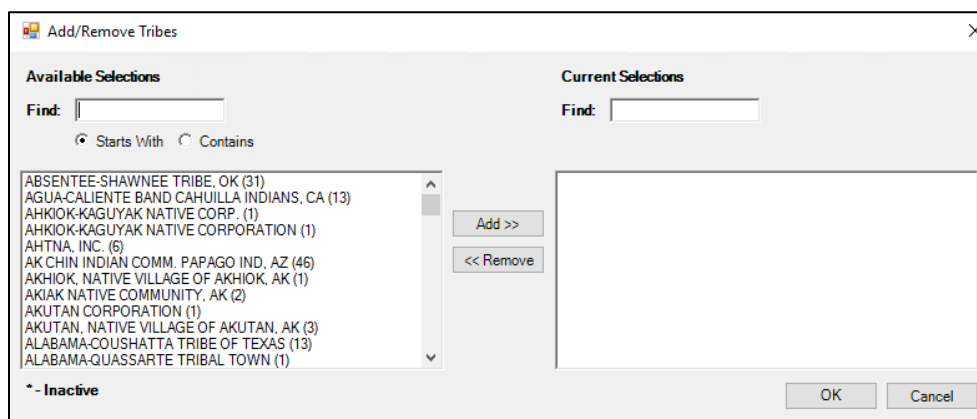 Add/Remove Tribes
Available Selections
Current Selections
Find:
Find:
Starts With Contains
ABSENTEE-SHAWNEE TRIBE, OK (31)
AGUA-CALIENTE BAND CAHUILLA INDIANS, CA (13)
AHKIOK-KAGUYAK NATIVE CORP. (1)
AHKIOK-KAGUYAK NATIVE CORPORATION (1)
AHTNA, INC. (6)
AK CHIN INDIAN COMM. PAPAGO IND, AZ (46)
AKHIOK, NATIVE VILLAGE OF AKHIOK, AK (1)
AKIAK NATIVE COMMUNITY, AK (2)
AKUTAN CORPORATION (1)
AKUTAN, NATIVE VILLAGE OF AKUTAN, AK (3)
ALABAMA-COUSHATTA TRIBE OF TEXAS (13)
ALABAMA-QUASSARTE TRIBAL TOWN (1)
Add >>
<< Remove
* - Inactive
OK
Cancel